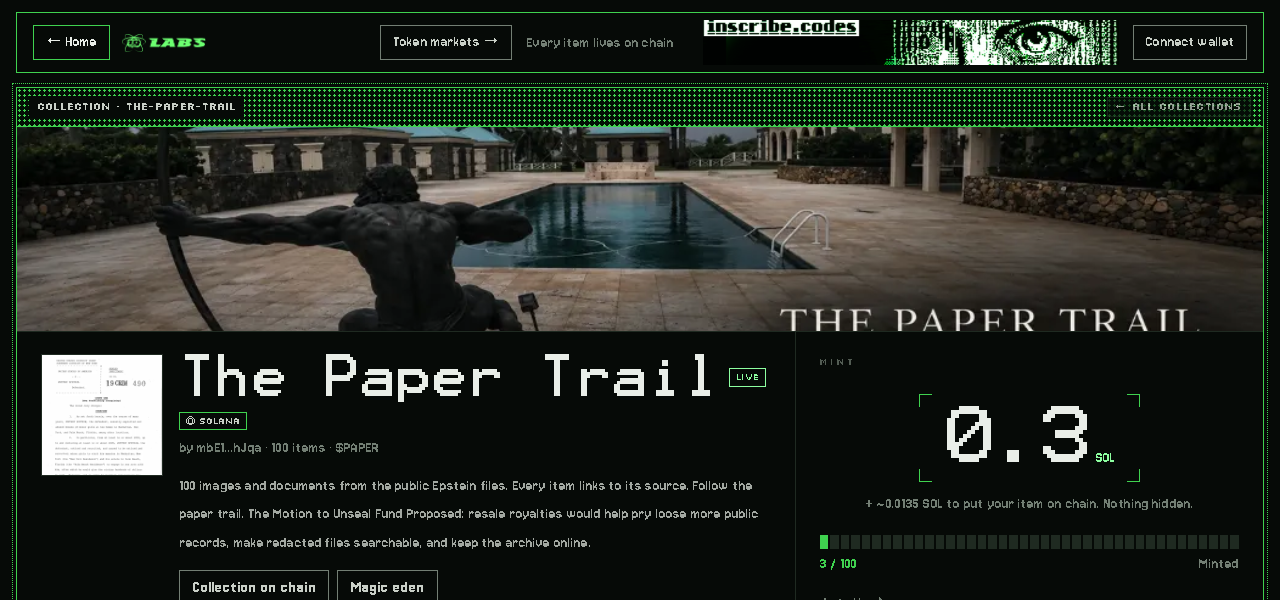 ← Home
LABS
Token markets →
Every item lives on chain
inscribe.codes
Connect wallet
COLLECTION · THE-PAPER-TRAIL
← ALL COLLECTIONS
THE PAPER TRAIL
The Paper Trail
LIVE
SOLANA
by mbE1...hJqa · 100 items · $PAPER
100 images and documents from the public Epstein files. Every item links to its source. Follow the
paper trail. The Motion to Unseal Fund Proposed: resale royalties would help pry loose more public
records, make redacted files searchable, and keep the archive online.
Collection on chain
Magic eden
MINT
0.3 SOL
+ ~0.0135 SOL to put your item on chain. Nothing hidden.
3 / 100
Minted